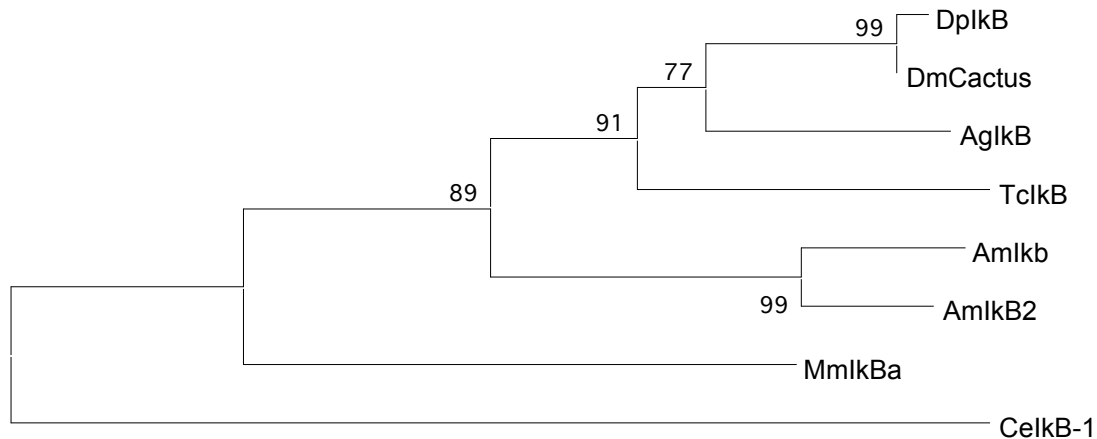 99
DpIkB
77
DmCactus
91
AgIkB
89
TcIkB
AmIkb
99
AmIkB2
MmIkBa
CeIkB-1